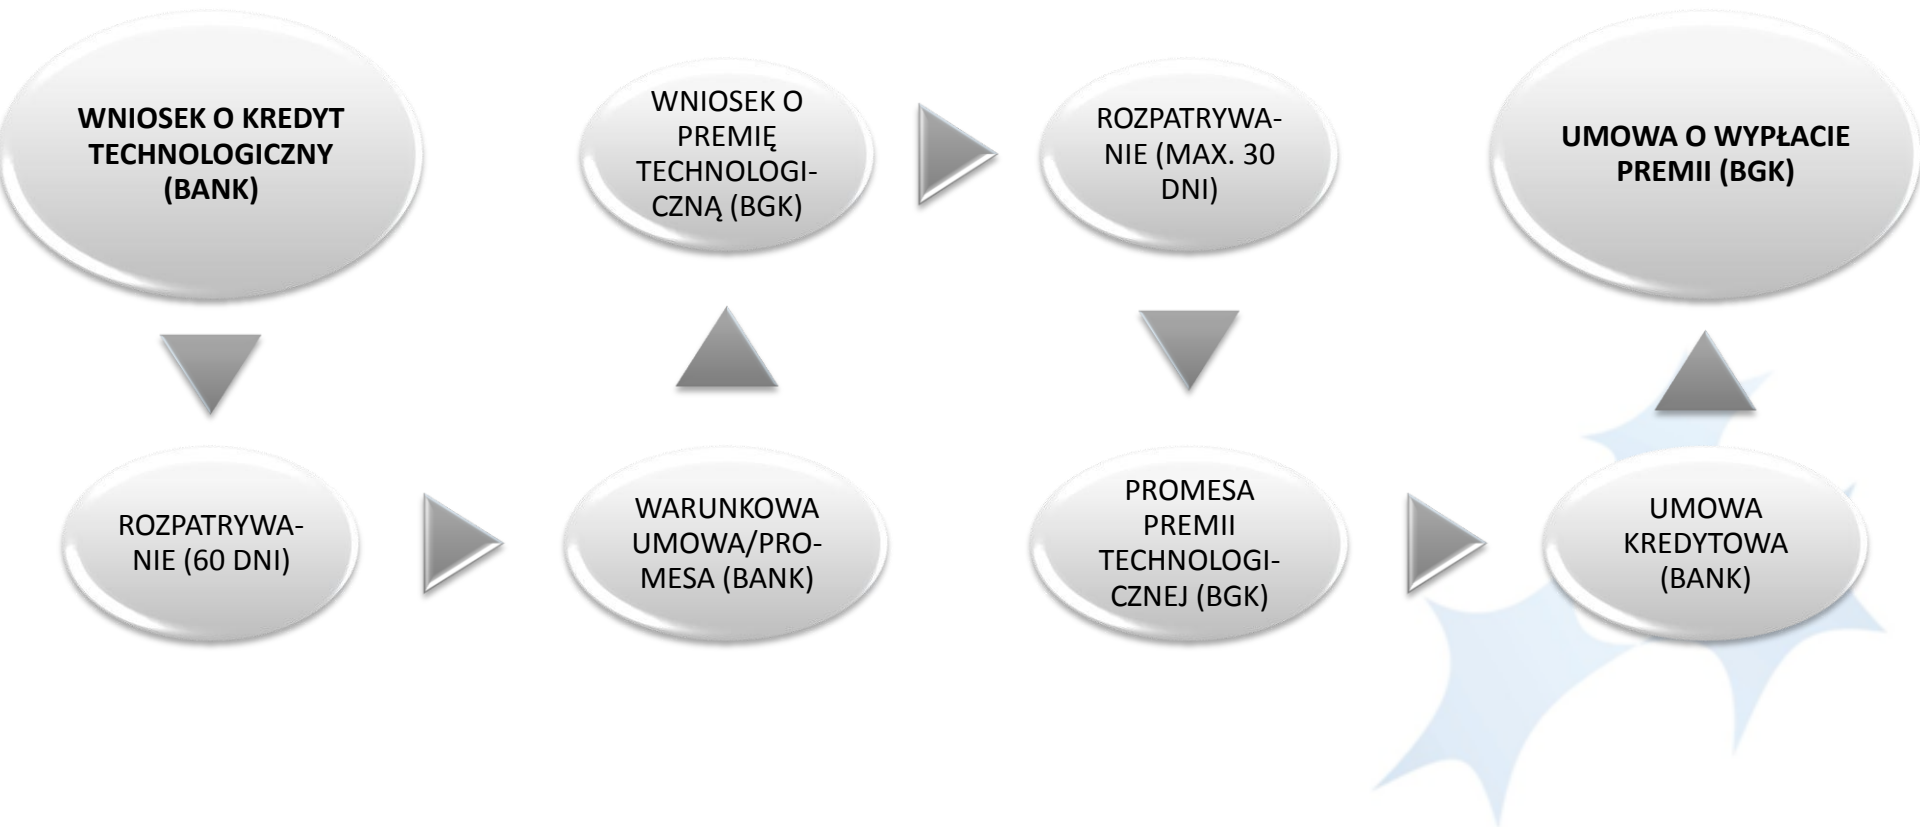 WNIOSEK O KREDYT
TECHNOLOGICZNY
(BANK)
ROZPATRYWA-
NIE (60 DNI)
WARUNKOWA
UMOWA/PRO-
MESA (BANK)
WNIOSEK O
PREMIĘ
TECHNOLOGI-
CZNĄ (BGK)
ROZPATRYWA-
NIE (MAX. 30
DNI)
PROMESA
PREMII
TECHNOLOGI-
CZNEJ (BGK)
UMOWA
KREDYTOWA
(BANK)
UMOWA O WYPŁACIE
PREMII (BGK)